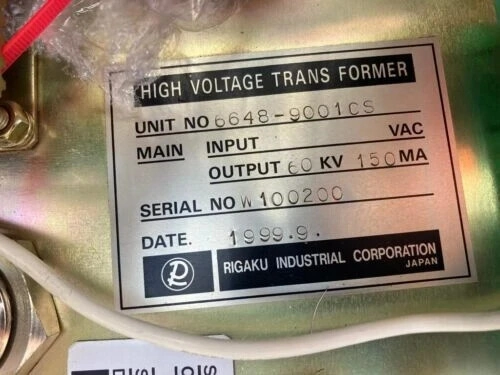 HIGH VOLTAGE TRANS FORMER
UNIT NO 6648-9001CS
MAIN INPUT VAC
OUTPUT 60 KV 150 MA
SERIAL NO W100200
DATE. 1999.9.
R RIGAKU INDUSTRIAL CORPORATION
JAPAN